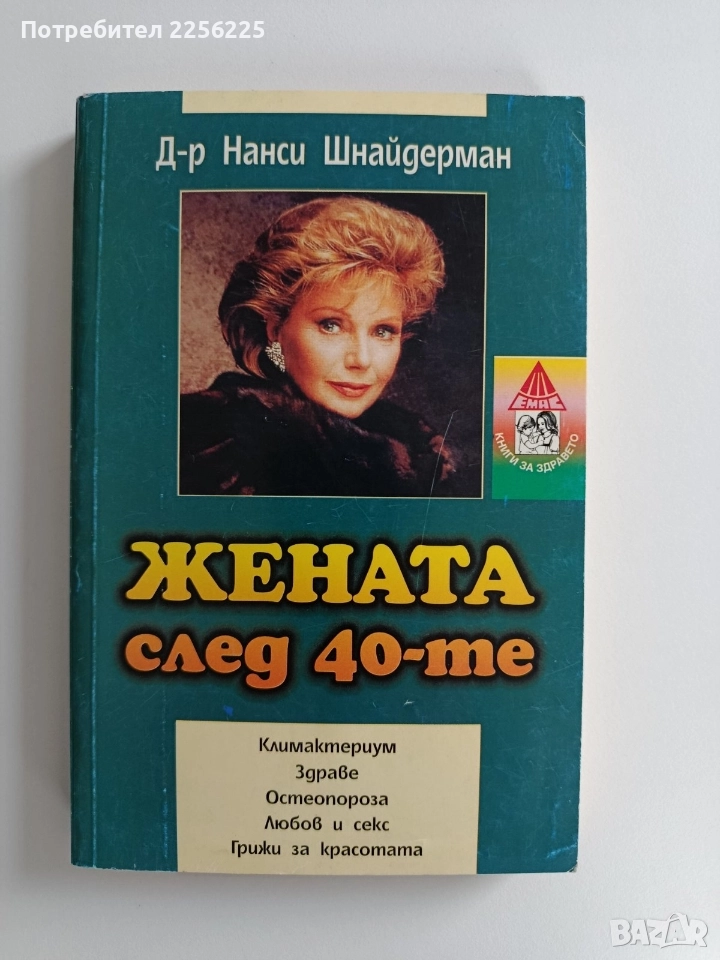 Потребител 2256225
Д-р Нанси Шнайдерман
ЕМАС
КНИГИ ЗА ЗДРАВЕТО
ЖЕНАТА
след 40-те
Климактериум
Здраве
Остеопороза
Любов и секс
Грижи за красотата
BAZAR